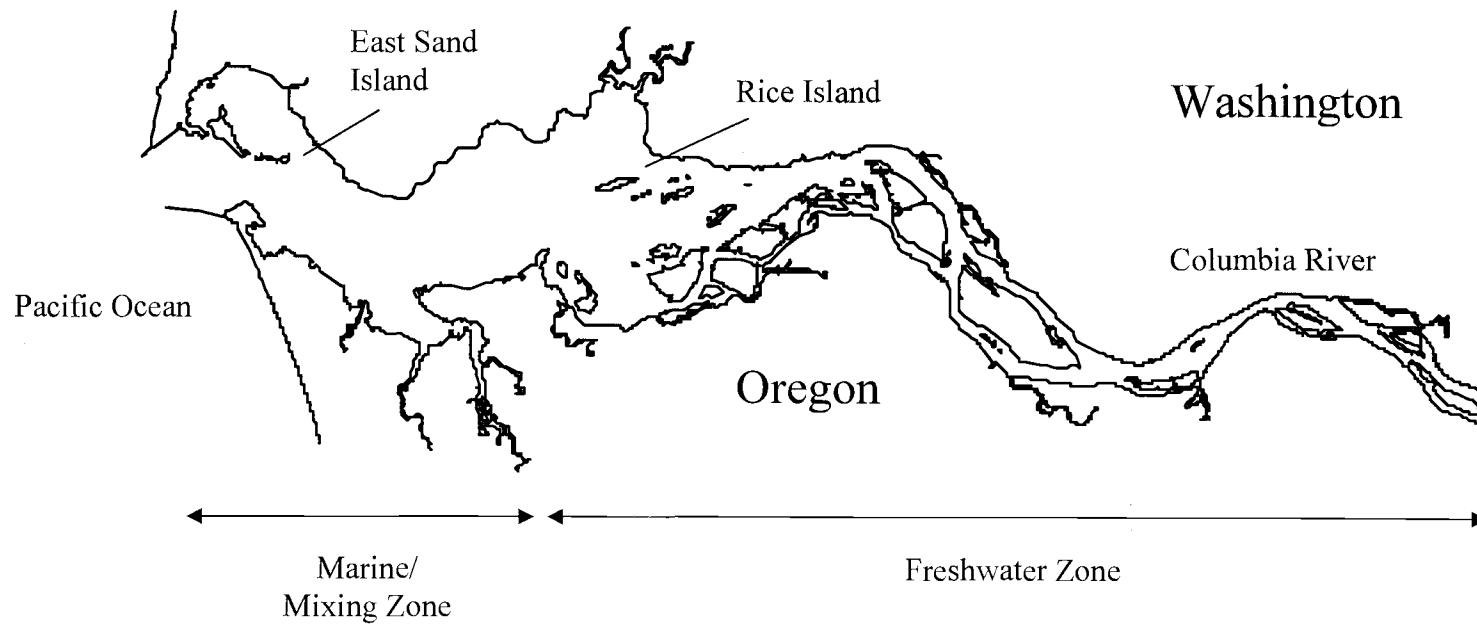 East Sand
Island
Rice Island
Washington
Columbia River
Pacific Ocean
Oregon
Marine/
Mixing Zone
Freshwater Zone